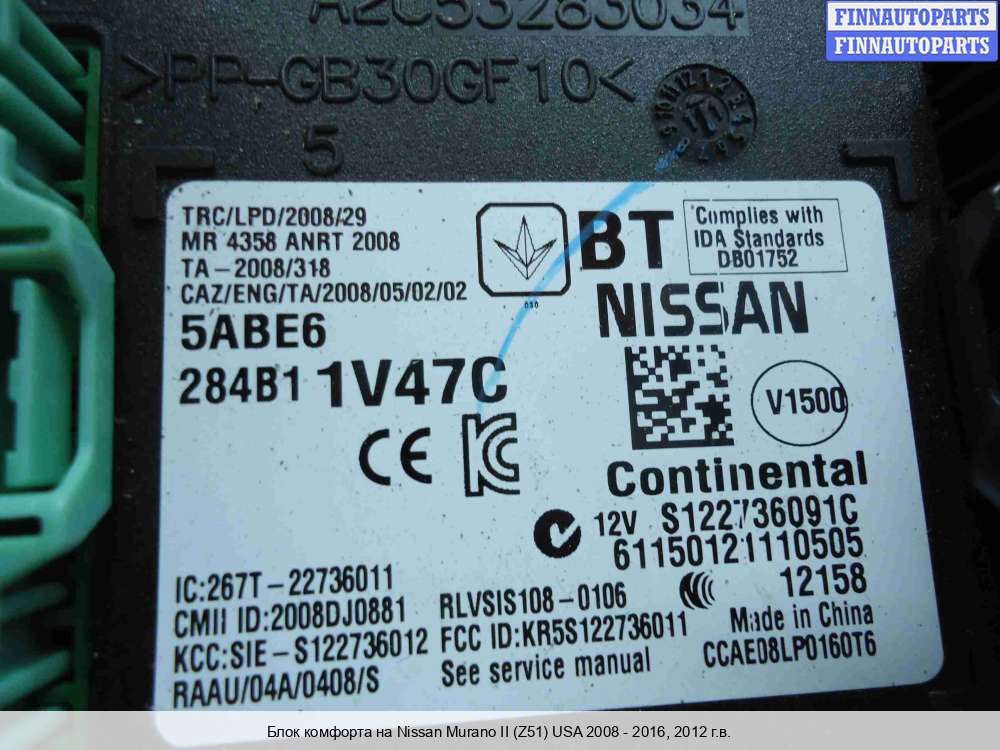 A2C53283034
FINNAUTOPARTS
FINNAUTOPARTS
>PP-GB30GF10<
5
TRC/LPD/2008/29
MR 4358 ANRT 2008
TA-2008/318
CAZ/ENG/TA/2008/05/02/02
BT
Complies with
IDA Standards
DB01752
5ABE6
NISSAN
284B1 1V47C
V1500
CE
Continental
12V S122736091C
61150121110505
12158
IC:267T-22736011
CMII ID:2008DJ0881
KCC:SIE-S122736012
RAAU/04A/0408/S
RLVSIS108-0106
FCC ID:KR5S122736011
See service manual
Made in China
CCAE08LP0160T6
Блок комфорта на Nissan Murano II (Z51) USA 2008 - 2016, 2012 г.в.